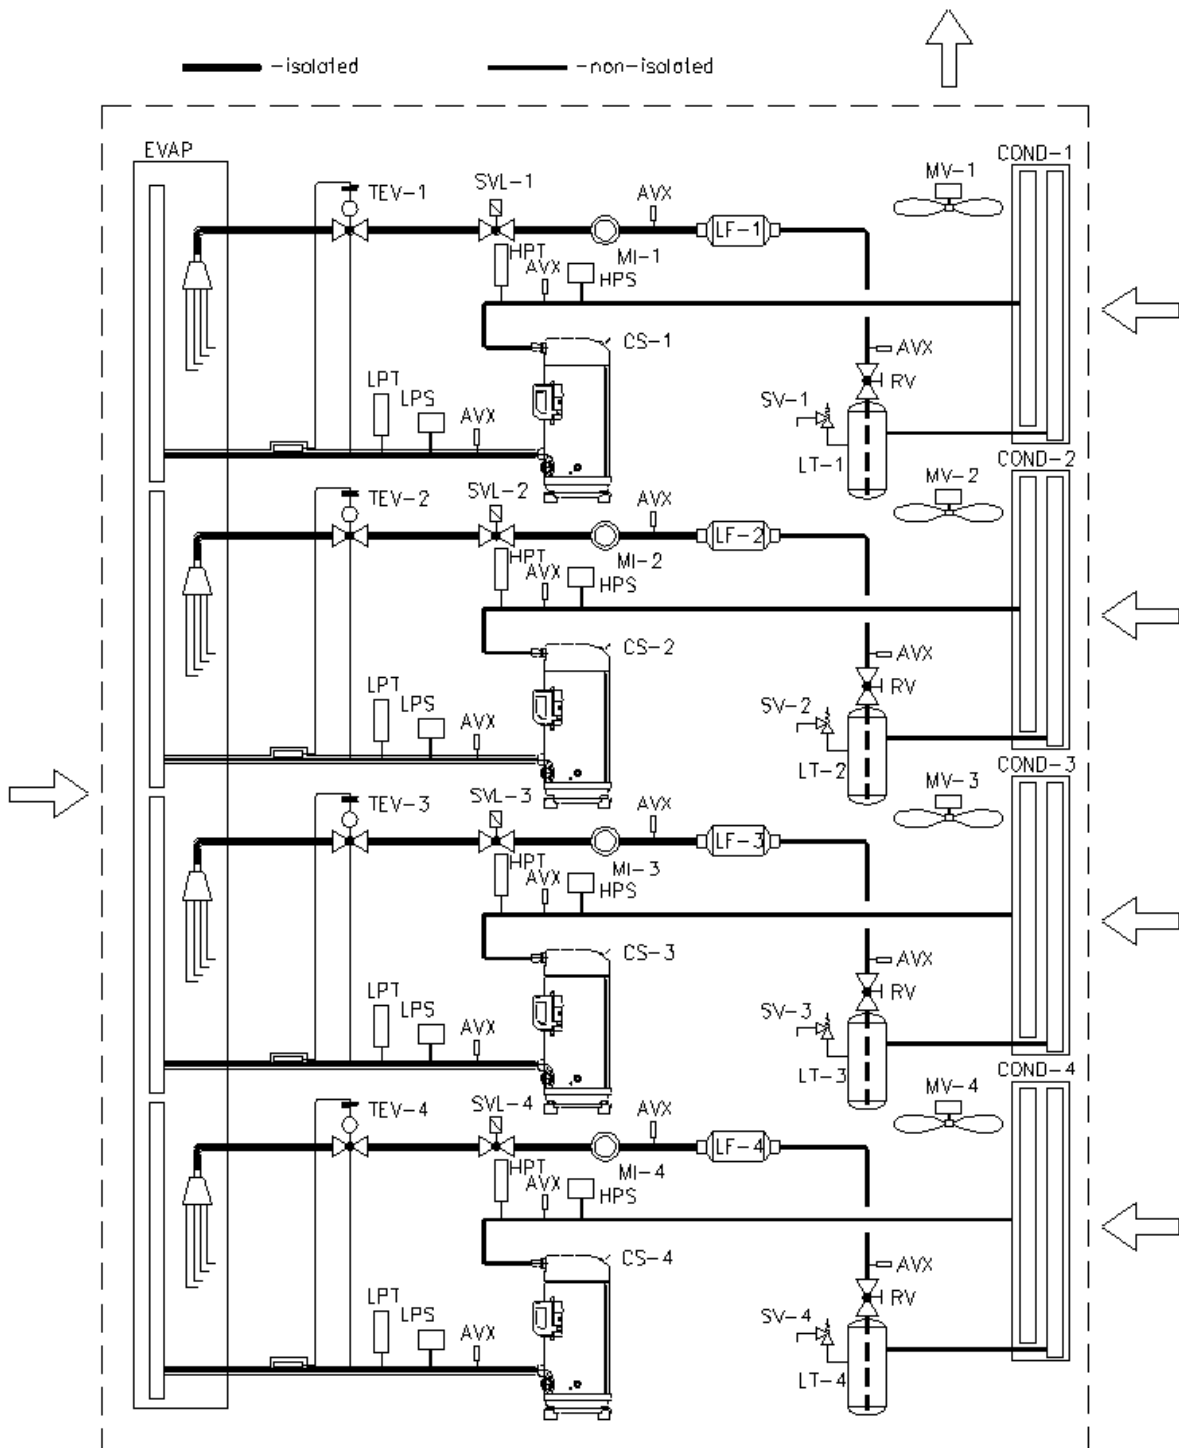 -isolated
-non-isolated
EVAP
COND-1
TEV-1
SVL-1
AVX
MV-1
LF-1
HPT
MI-1
AVX
HPS
CS-1
AVX
LPT
RV
LPS
SV-1
AVX
LT-1
COND-2
TEV-2
SVL-2
AVX
MV-2
LF-2
HPT
MI-2
AVX
HPS
CS-2
AVX
LPT
RV
LPS
SV-2
AVX
LT-2
COND-3
TEV-3
SVL-3
AVX
MV-3
LF-3
HPT
MI-3
AVX
HPS
CS-3
AVX
LPT
RV
LPS
SV-3
AVX
LT-3
COND-4
TEV-4
SVL-4
AVX
MV-4
LF-4
HPT
MI-4
AVX
HPS
CS-4
AVX
LPT
RV
LPS
SV-4
AVX
LT-4